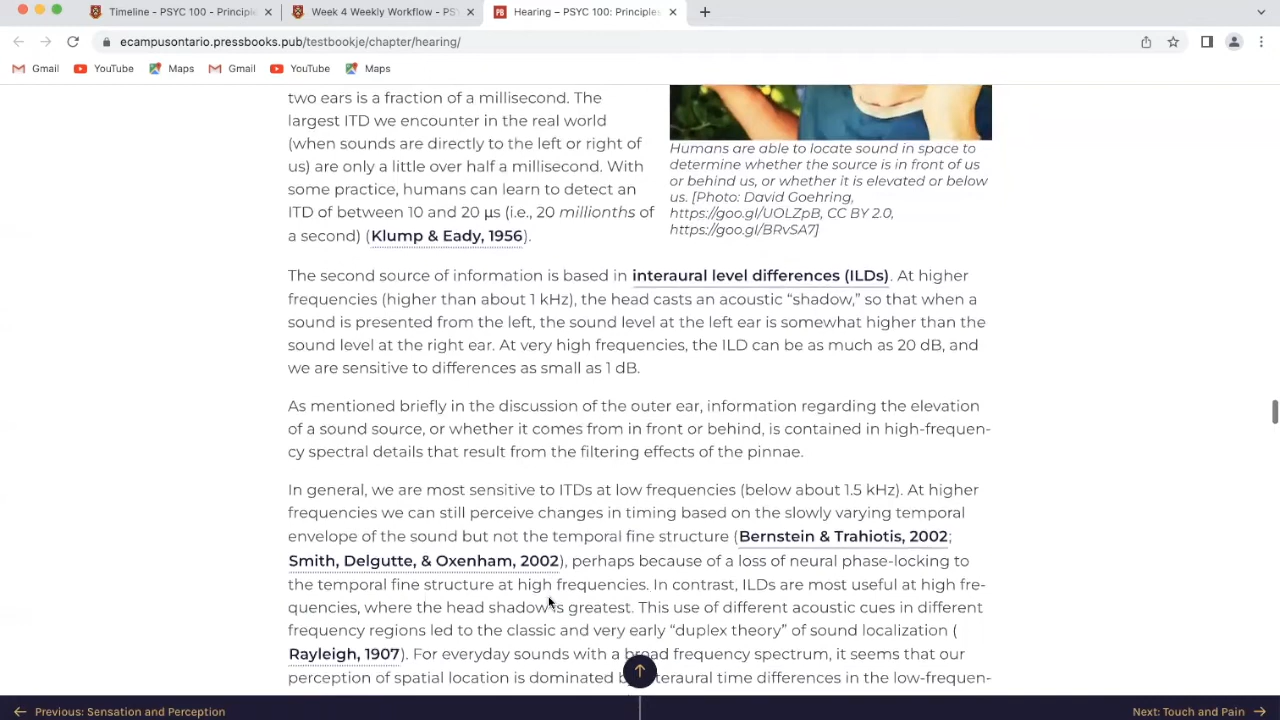 Timeline - PSYC 100 - Principle
Week 4 Weekly Workflow - PSY
Hearing – PSYC 100: Principles
ecampusontario.pressbooks.pub/testbookje/chapter/hearing/
Gmail YouTube Maps Gmail YouTube Maps
two ears is a fraction of a millisecond. The
largest ITD we encounter in the real world
(when sounds are directly to the left or right of
us) are only a little over half a millisecond. With
some practice, humans can learn to detect an
ITD of between 10 and 20 μs (i.e., 20 millionths of
a second) (Klump & Eady, 1956).
Humans are able to locate sound in space to
determine whether the source is in front of us
or behind us, or whether it is elevated or below
us. [Photo: David Goehring,
https://goo.gl/UOLZpB, CC BY 2.0,
https://goo.gl/BRvSA7]
The second source of information is based in interaural level differences (ILDs). At higher
frequencies (higher than about 1 kHz), the head casts an acoustic “shadow,” so that when a
sound is presented from the left, the sound level at the left ear is somewhat higher than the
sound level at the right ear. At very high frequencies, the ILD can be as much as 20 dB, and
we are sensitive to differences as small as 1 dB.
As mentioned briefly in the discussion of the outer ear, information regarding the elevation
of a sound source, or whether it comes from in front or behind, is contained in high-frequen-
cy spectral details that result from the filtering effects of the pinnae.
In general, we are most sensitive to ITDs at low frequencies (below about 1.5 kHz). At higher
frequencies we can still perceive changes in timing based on the slowly varying temporal
envelope of the sound but not the temporal fine structure (Bernstein & Trahiotis, 2002;
Smith, Delgutte, & Oxenham, 2002), perhaps because of a loss of neural phase-locking to
the temporal fine structure at high frequencies. In contrast, ILDs are most useful at high fre-
quencies, where the head shadow is greatest. This use of different acoustic cues in different
frequency regions led to the classic and very early “duplex theory” of sound localization (
Rayleigh, 1907). For everyday sounds with a broad frequency spectrum, it seems that our
perception of spatial location is dominated teraural time differences in the low-frequen-
Previous: Sensation and Perception
Next: Touch and Pain